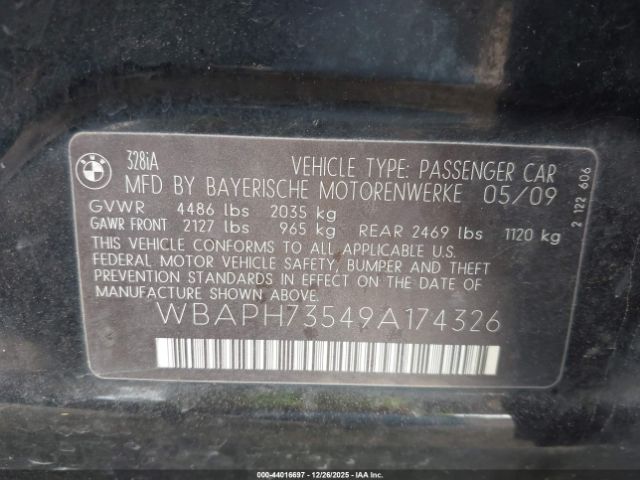 BMW
328iA
VEHICLE TYPE: PASSENGER CAR
MFD BY BAYERISCHE MOTORENWERKE 05/09
GVWR 4486 lbs 2035 kg
GAWR FRONT 2127 lbs 965 kg REAR 2469 lbs 1120 kg
THIS VEHICLE CONFORMS TO ALL APPLICABLE U.S.
FEDERAL MOTOR VEHICLE SAFETY, BUMPER AND THEFT
PREVENTION STANDARDS IN EFFECT ON THE DATE OF
MANUFACTURE SHOWN ABOVE.
WBAPH73549A174326
2 122 606
000-44016697 - 12/26/2025 - IAAI.COM